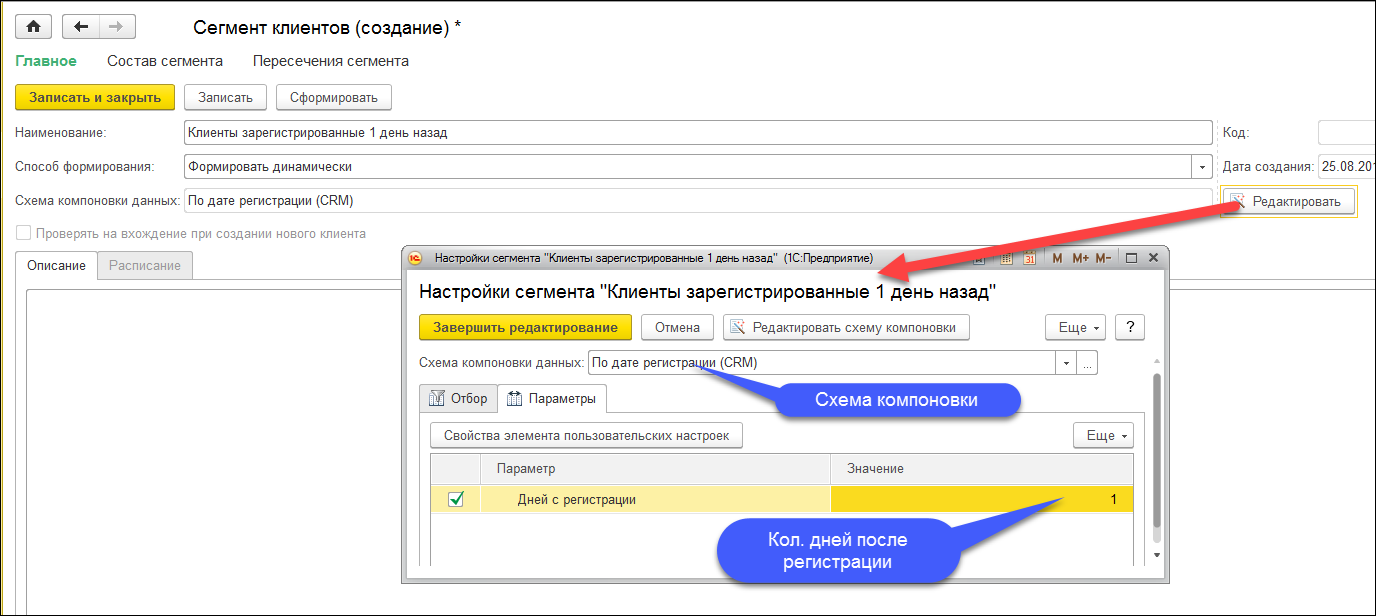 Сегмент клиентов (создание) *
Главное Состав сегмента Пересечения сегмента
Записать и закрыть Записать Сформировать
Наименование: Клиенты зарегистрированные 1 день назад Код:
Способ формирования: Формировать динамически Дата создания: 25.08.201
Схема компоновки данных: По дате регистрации (CRM) Редактировать
Проверять на вхождение при создании нового клиента
Описание Расписание
1С Настройки сегмента "Клиенты зарегистрированные 1 день назад" (1С:Предприятие) 31 M M+ M-
Настройки сегмента "Клиенты зарегистрированные 1 день назад"
Завершить редактирование Отмена Редактировать схему компоновки Еще ?
Схема компоновки данных: По дате регистрации (CRM) ...
Отбор Параметры
Схема компоновки
Свойства элемента пользовательских настроек Еще
Параметр Значение
Дней с регистрации 1
Кол. дней после
регистрации